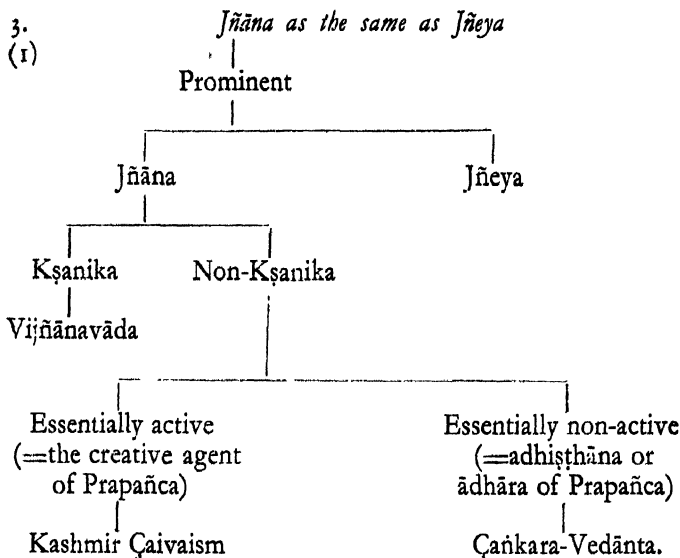 3. Jñāna as the same as Jñeya
(1)
Prominent
Jñāna Jñeya
Kṣanika Non-Kṣanika
Vijñānavāda
Essentially active Essentially non-active
(=the creative agent (=adhiṣṭhāna or
of Prapañca) ādhāra of Prapañca)
Kashmir Çaivaism Çaṅkara-Vedānta.